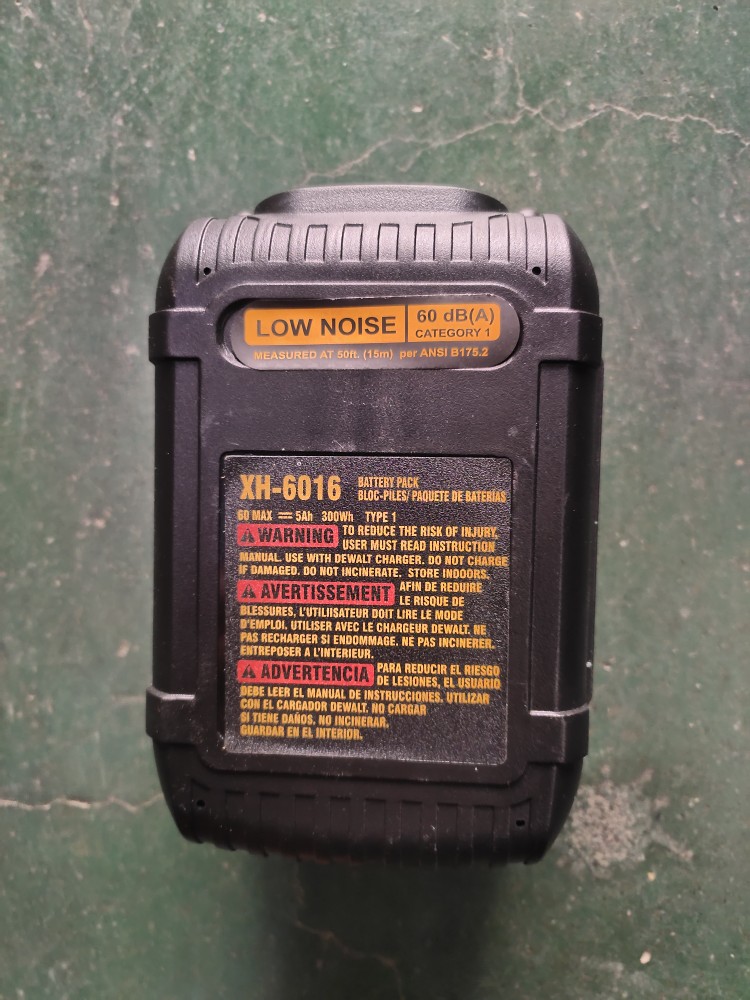 LOW NOISE
60 dB(A)
CATEGORY 1
MEASURED AT 50ft. (15m) per ANSI B175.2
XH-6016
BATTERY PACK
BLOC-PILES/ PAQUETE DE BATERÍAS
60 MAX ⎓ 5Ah 300Wh TYPE 1
⚠ WARNING TO REDUCE THE RISK OF INJURY,
USER MUST READ INSTRUCTION
MANUAL. USE WITH DEWALT CHARGER. DO NOT CHARGE
IF DAMAGED. DO NOT INCINERATE. STORE INDOORS.
⚠ AVERTISSEMENT AFIN DE REDUIRE
LE RISQUE DE
BLESSURES, L'UTILIISATEUR DOIT LIRE LE MODE
D'EMPLOI. UTILISER AVEC LE CHARGEUR DEWALT. NE
PAS RECHARGER SI ENDOMMAGE. NE PAS INCINERER.
ENTREPOSER A L'INTERIEUR.
⚠ ADVERTENCIA PARA REDUCIR EL RIESGO
DE LESIONES, EL USUARIO
DEBE LEER EL MANUAL DE INSTRUCCIONES. UTILIZAR
CON EL CARGADOR DEWALT. NO CARGAR
SI TIENE DAÑOS. NO INCINERAR.
GUARDAR EN EL INTERIOR.